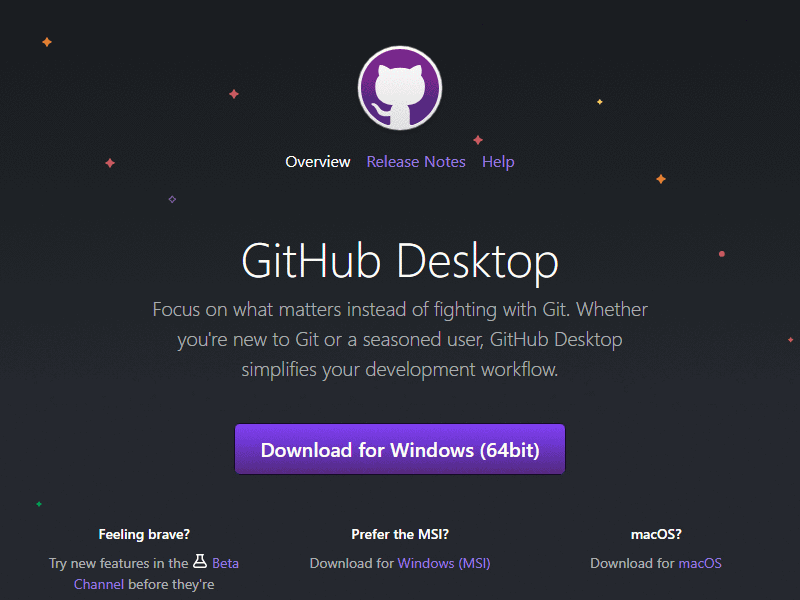 Overview Release Notes Help
GitHub Desktop
Focus on what matters instead of fighting with Git. Whether
you're new to Git or a seasoned user, GitHub Desktop
simplifies your development workflow.
Download for Windows (64bit)
Feeling brave?
Try new features in the Beta
Channel before they're
Prefer the MSI?
Download for Windows (MSI)
macOS?
Download for macOS